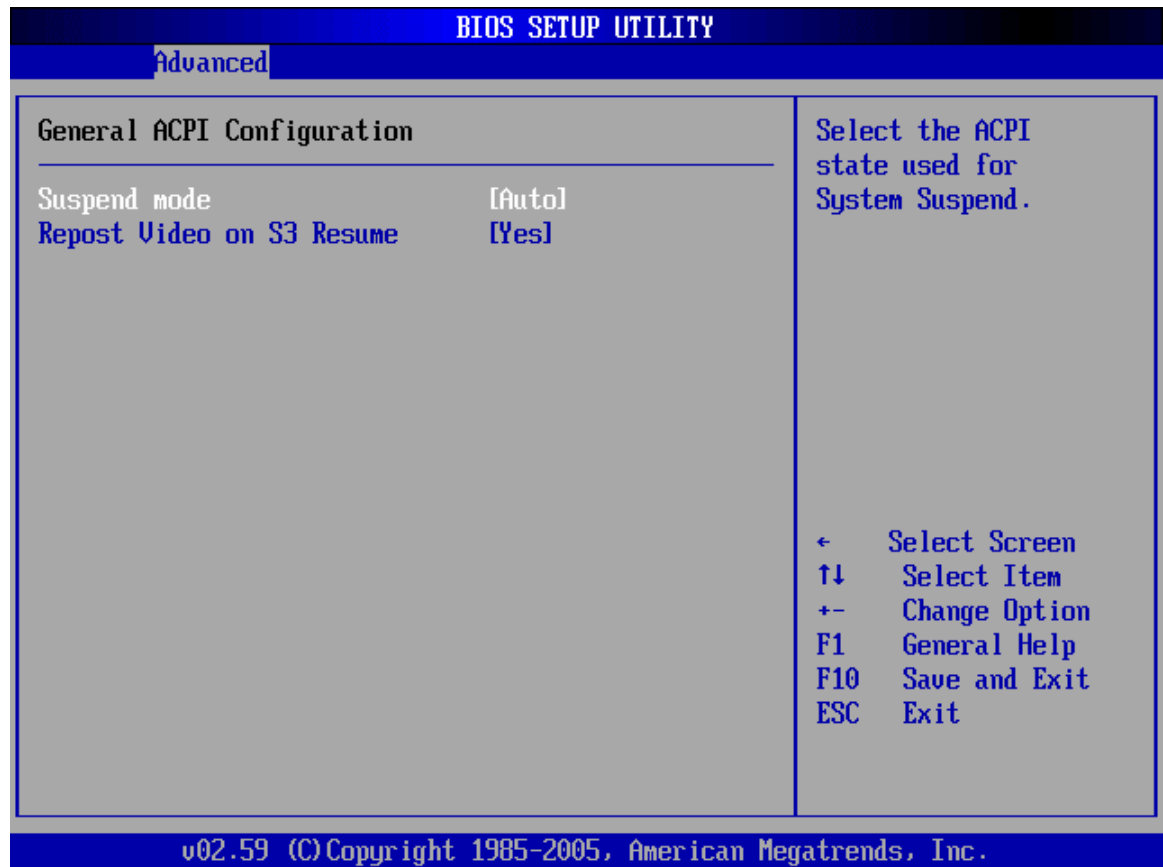 BIOS SETUP UTILITY
Advanced
General ACPI Configuration
Suspend mode [Auto]
Repost Video on S3 Resume [Yes]
Select the ACPI
state used for
System Suspend.
← Select Screen
↑↓ Select Item
+- Change Option
F1 General Help
F10 Save and Exit
ESC Exit
v02.59 (C)Copyright 1985-2005, American Megatrends, Inc.